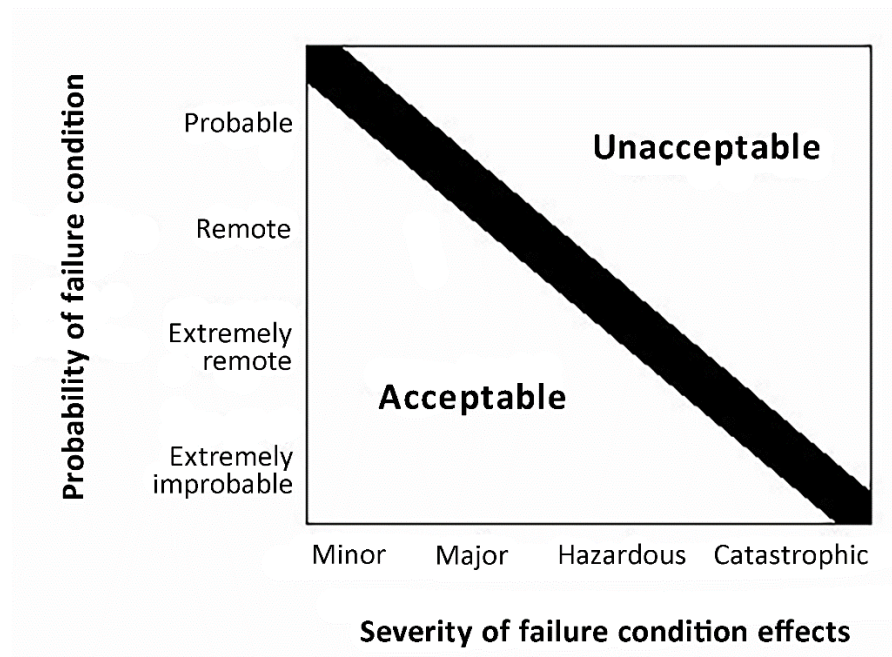 Probability of failure condition
Probable
Remote
Extremely
remote
Extremely
improbable
Unacceptable
Acceptable
Minor Major Hazardous Catastrophic
Severity of failure condition effects